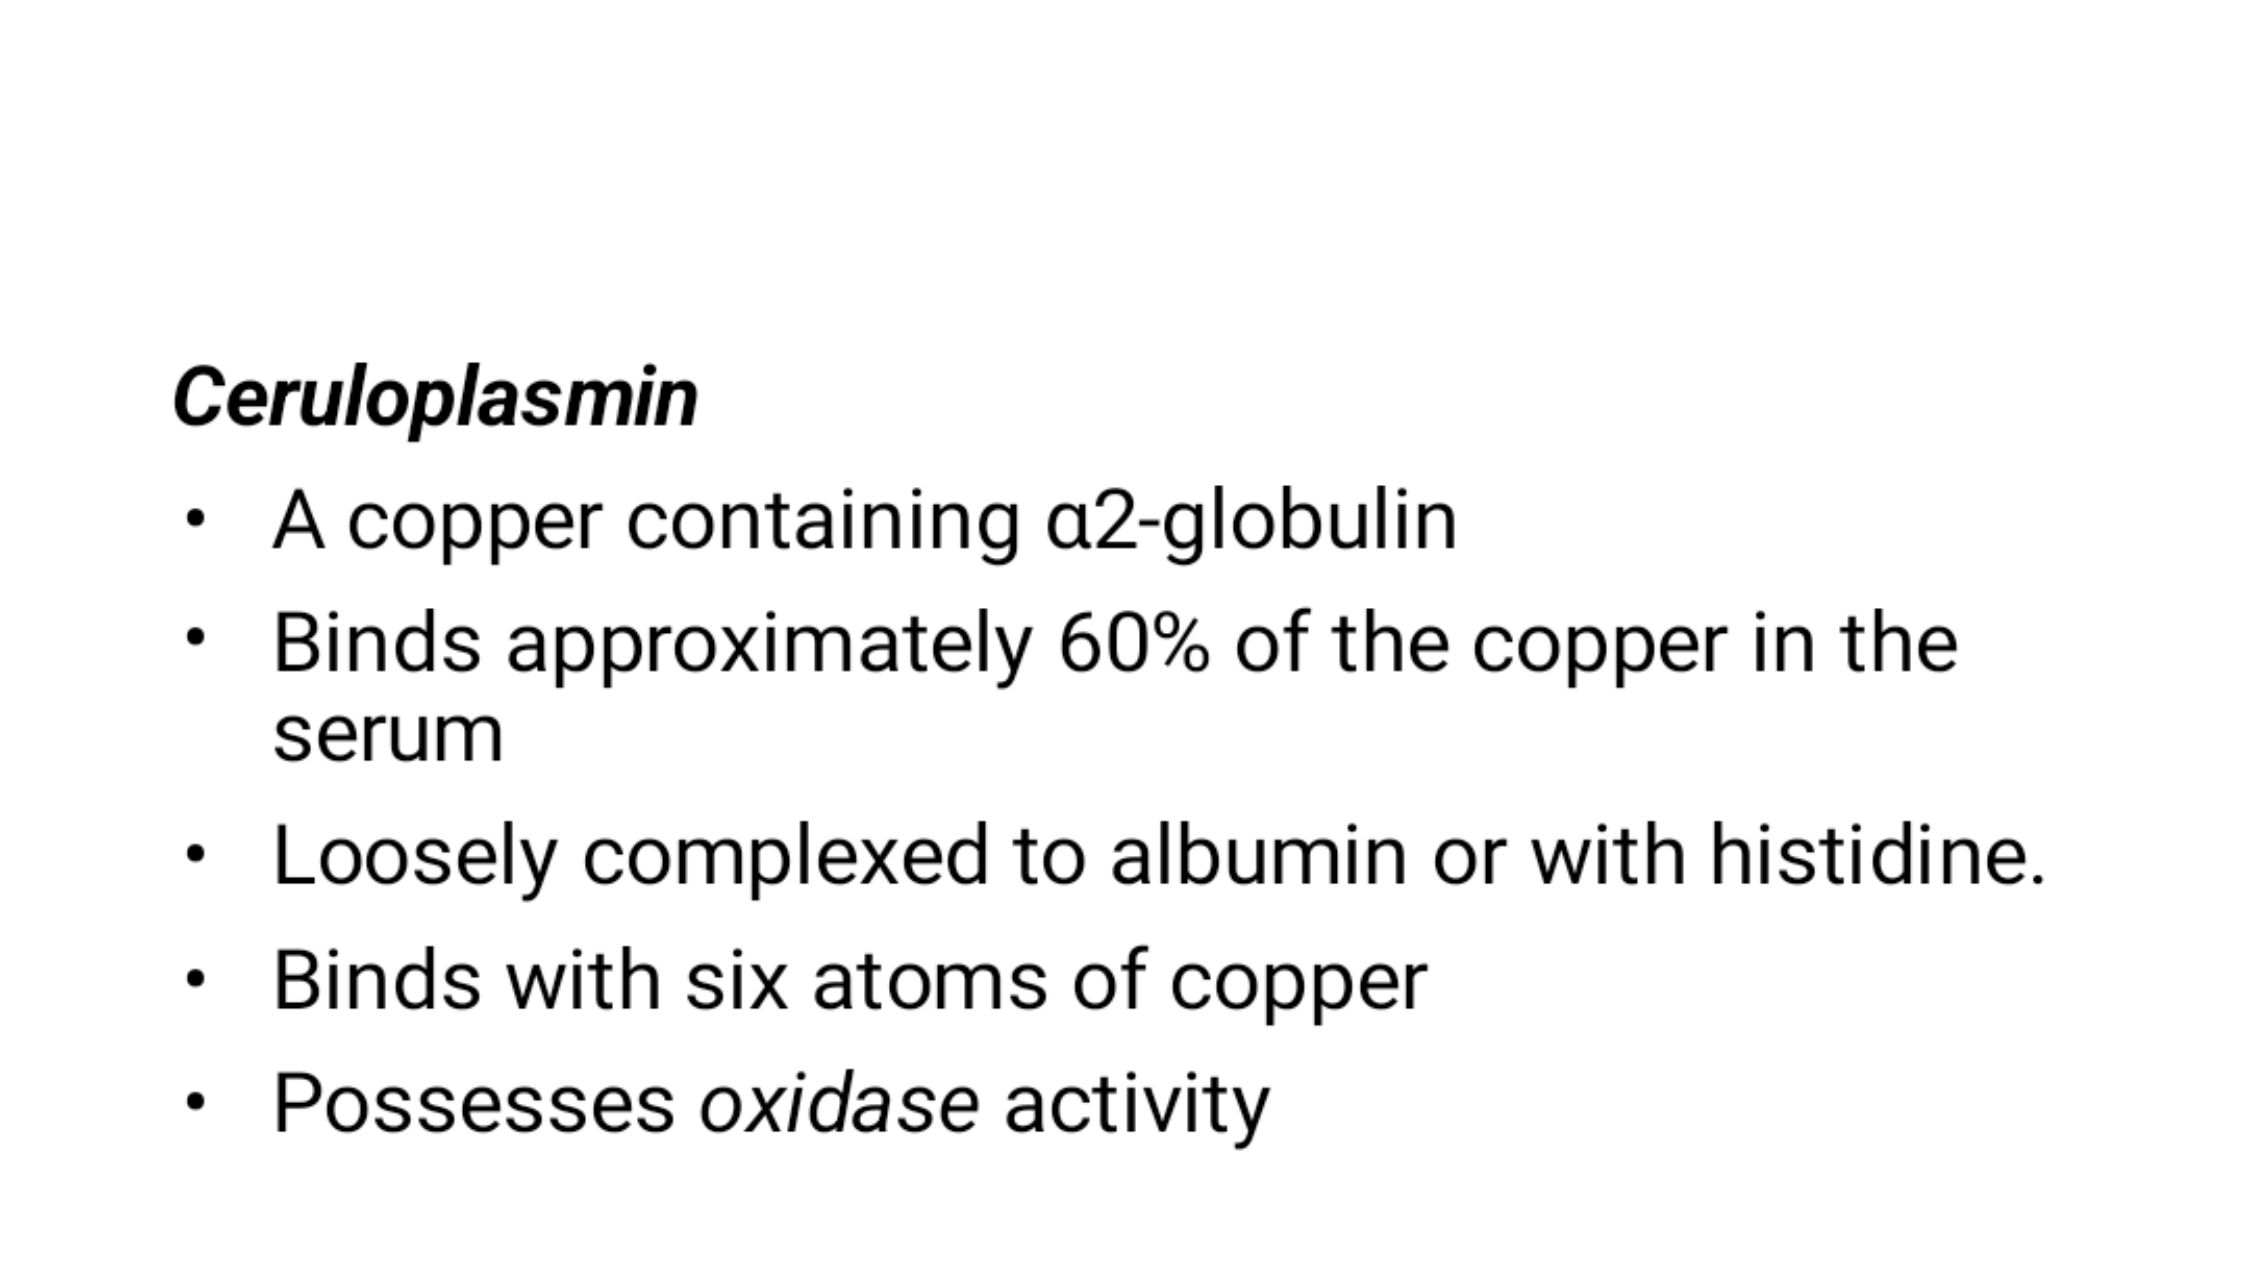 Ceruloplasmin
• A copper containing α2-globulin
• Binds approximately 60% of the copper in the
serum
• Loosely complexed to albumin or with histidine.
• Binds with six atoms of copper
• Possesses oxidase activity